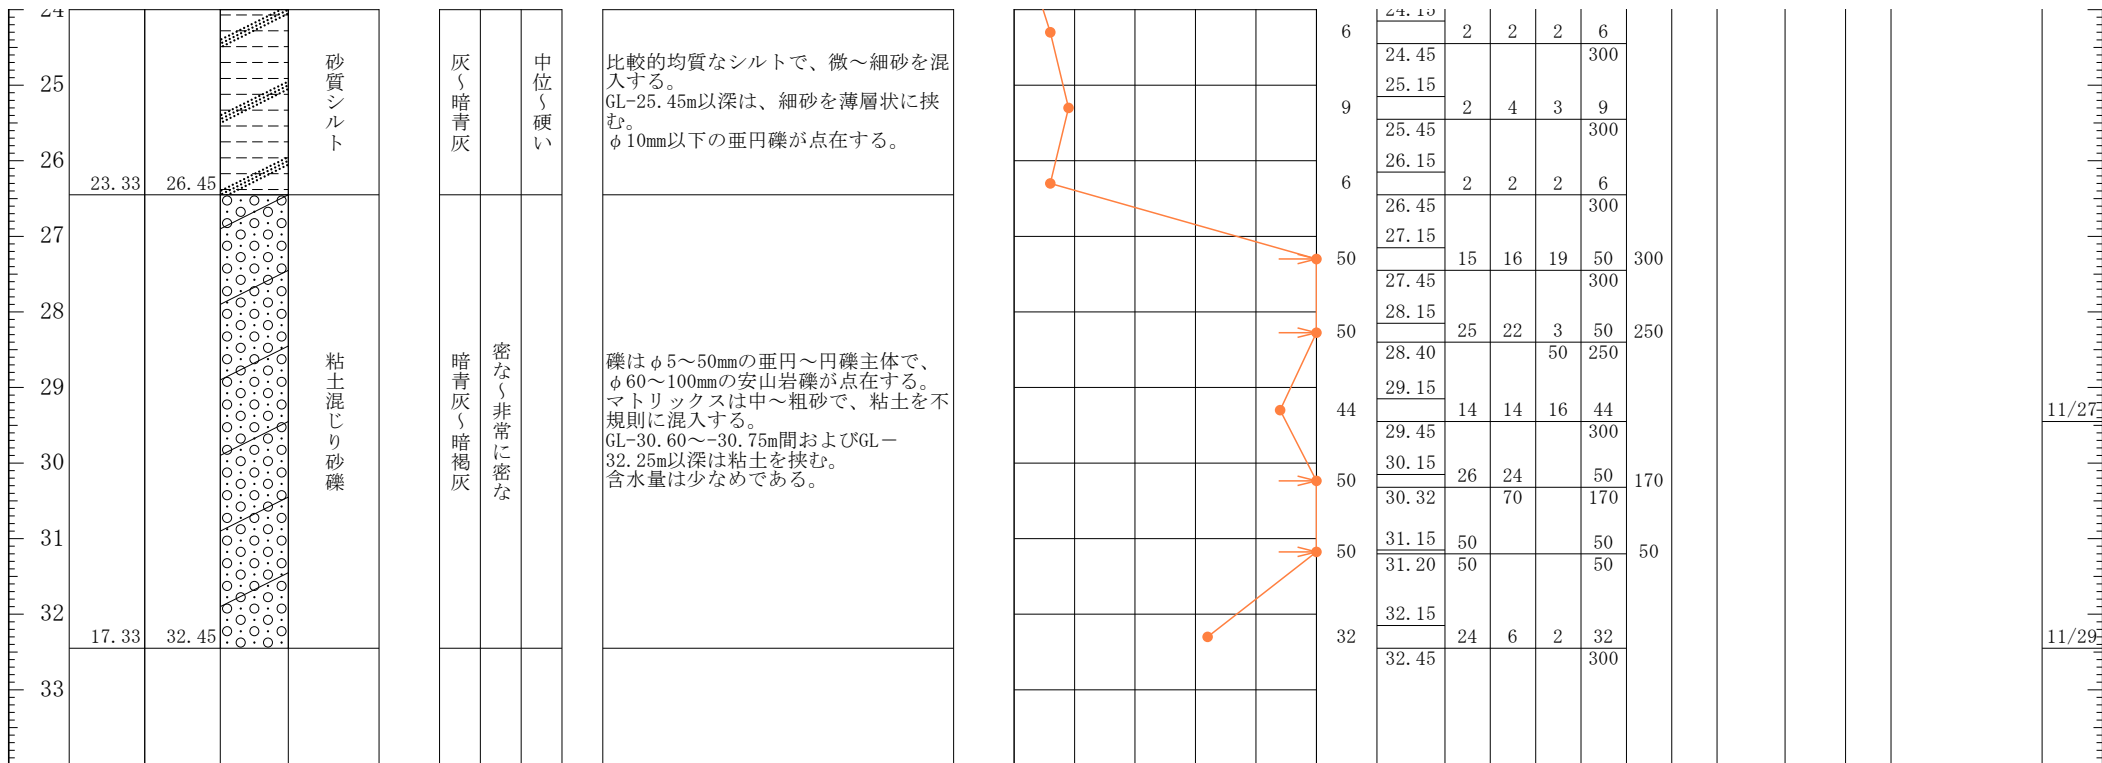 24
25
26
27
28
29
30
31
32
33
23.33 26.45
17.33 32.45
砂質シルト
粘土混じり砂礫
灰～暗青灰
暗青灰～暗褐灰
密な～非常に密な
中位～硬い
比較的均質なシルトで、微～細砂を混
入する。
GL-25.45m以深は、細砂を薄層状に挟
む。
φ10mm以下の亜円礫が点在する。
礫はφ5～50mmの亜円～円礫主体で、
φ60～100mmの安山岩礫が点在する。
マトリックスは中～粗砂で、粘土を不
規則に混入する。
GL-30.60～-30.75m間およびGL－
32.25m以深は粘土を挟む。
含水量は少なめである。
24.15
6 2 2 2 6
24.45 300
25.15
9 2 4 3 9
25.45 300
26.15
6 2 2 2 6
26.45 300
27.15
50 15 16 19 50 300
27.45 300
28.15
50 25 22 3 50 250
28.40 50 250
29.15
44 14 14 16 44 11/27
29.45 300
30.15
50 26 24 50 170
30.32 70 170
31.15 50 50
50 50
31.20 50 50
32.15
32 24 6 2 32 11/29
32.45 300